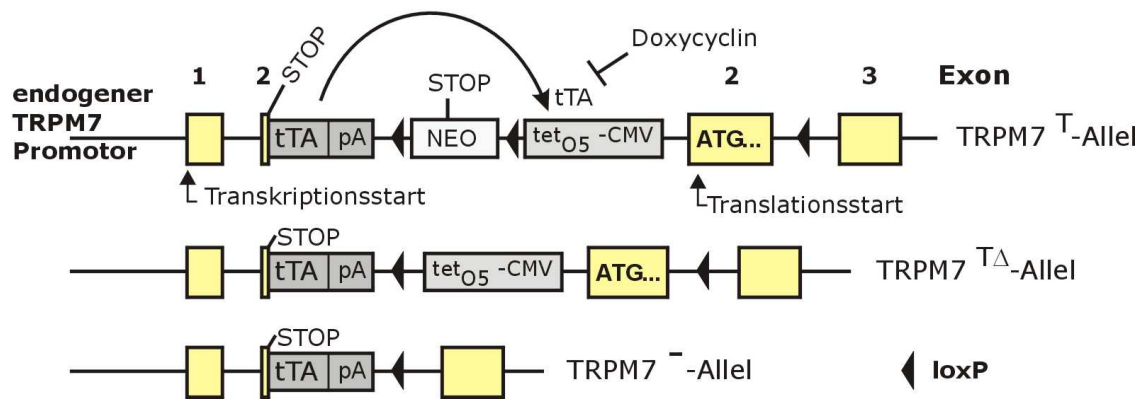 Doxycyclin
1 2 STOP STOP tTA 2 3 Exon
endogener
TRPM7
Promotor
tTA pA NEO tetO5 -CMV ATG... TRPM7 T-Allel
Transkriptionsstart Translationsstart
STOP
tTA pA tetO5 -CMV ATG... TRPM7 TΔ-Allel
STOP
tTA pA TRPM7 --Allel loxP